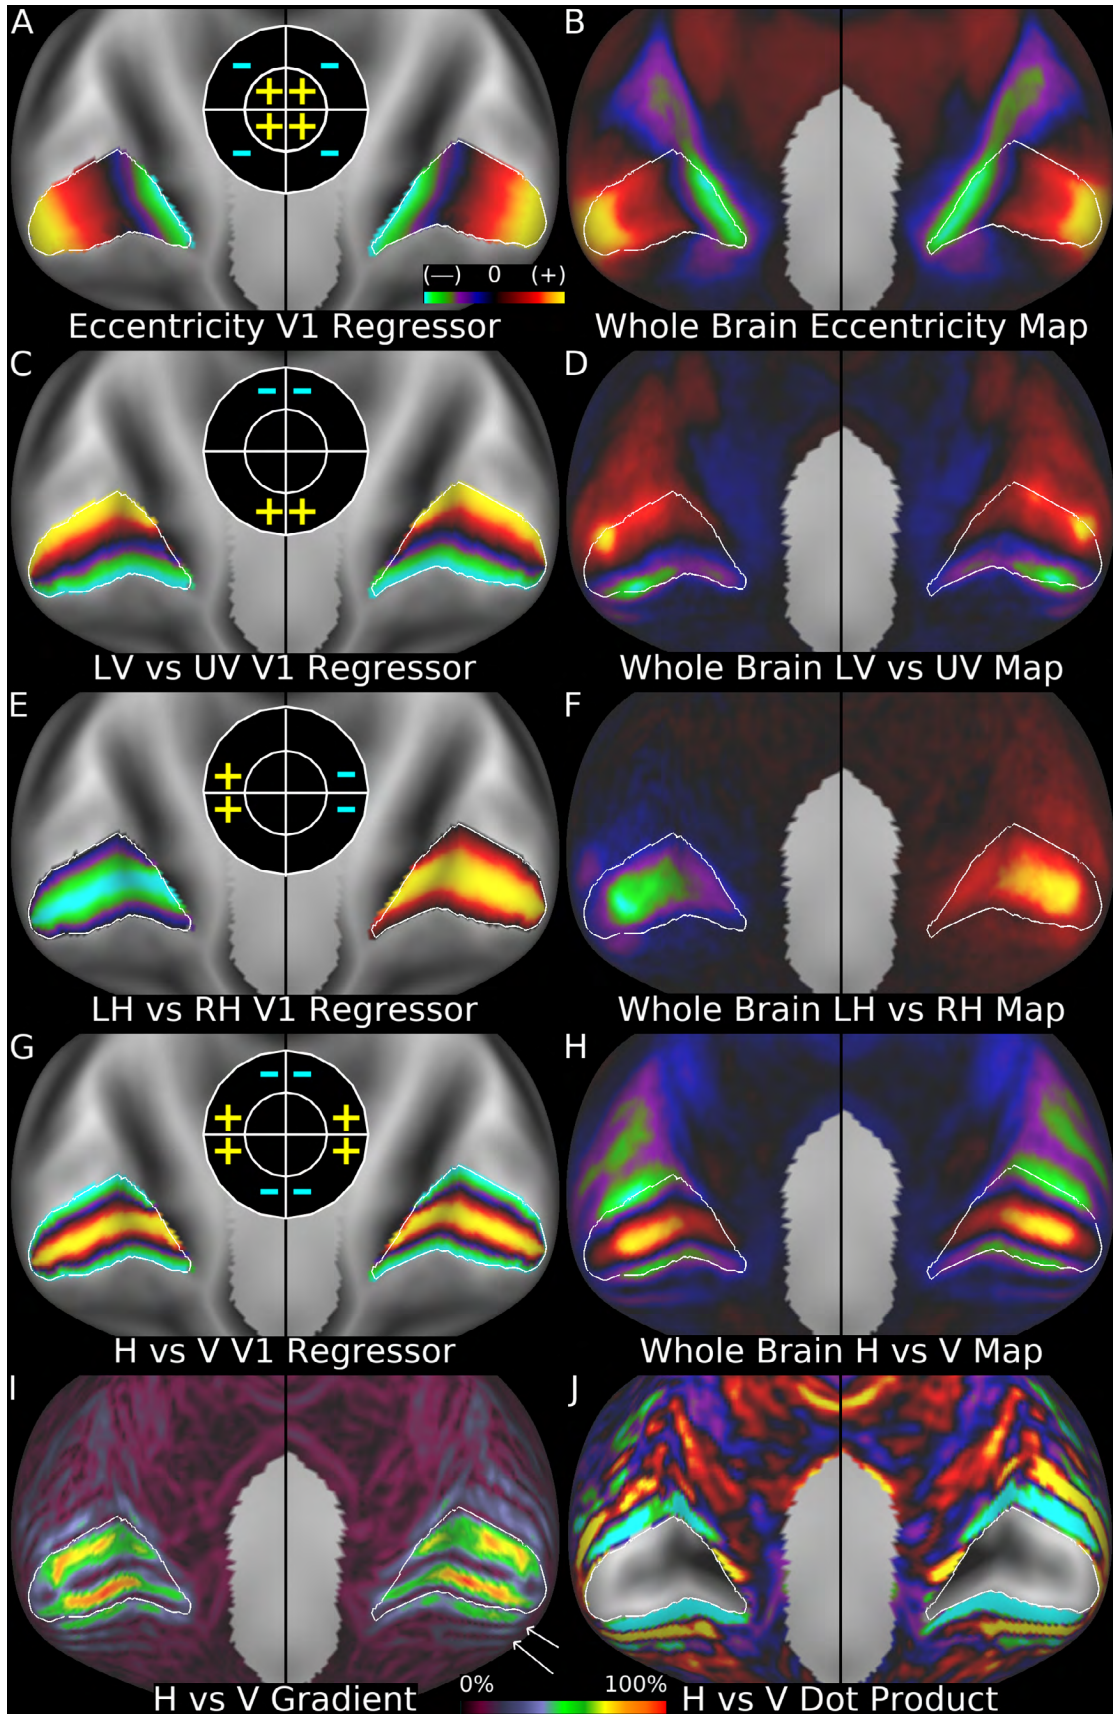 A
B
(—) 0 (+)
Eccentricity V1 Regressor
Whole Brain Eccentricity Map
C
D
LV vs UV V1 Regressor
Whole Brain LV vs UV Map
E
F
LH vs RH V1 Regressor
Whole Brain LH vs RH Map
G
H
H vs V V1 Regressor
Whole Brain H vs V Map
I
J
0% 100%
H vs V Gradient
H vs V Dot Product